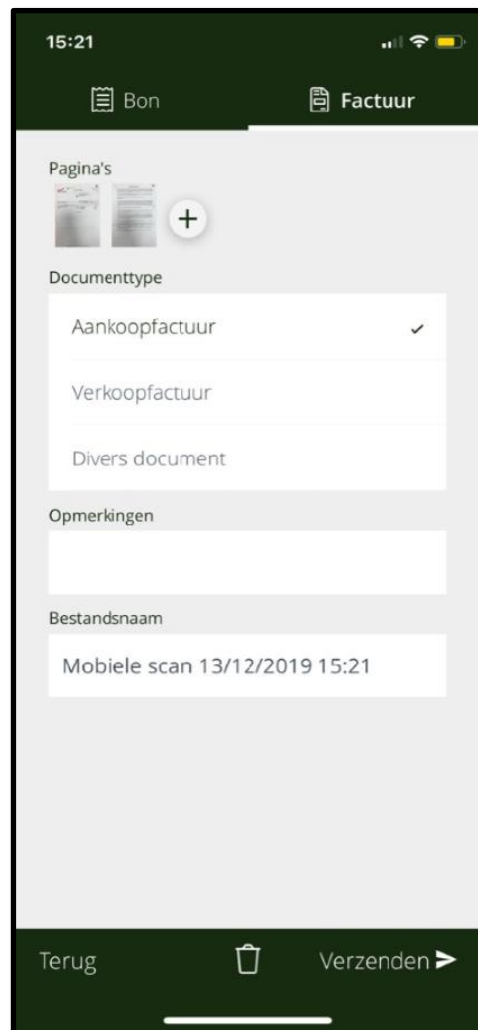 15:21
Bon
Factuur
Pagina's
Documenttype
Aankoopfactuur
Verkoopfactuur
Divers document
Opmerkingen
Bestandsnaam
Mobiele scan 13/12/2019 15:21
Terug
Verzenden